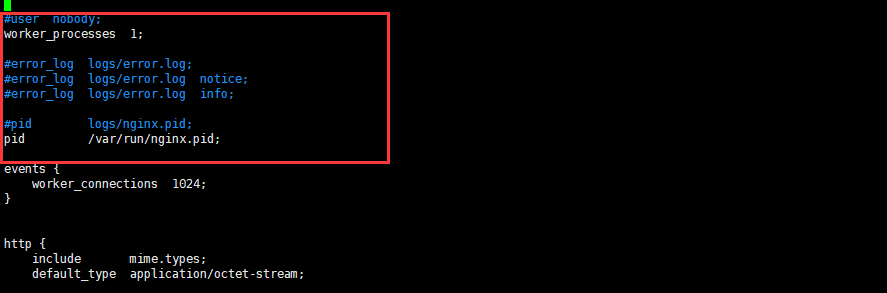 #user  nobody;
worker_processes  1;
#error_log  logs/error.log;
#error_log  logs/error.log  notice;
#error_log  logs/error.log  info;
#pid        logs/nginx.pid;
pid         /var/run/nginx.pid;
events {
    worker_connections  1024;
}
http {
    include       mime.types;
    default_type  application/octet-stream;